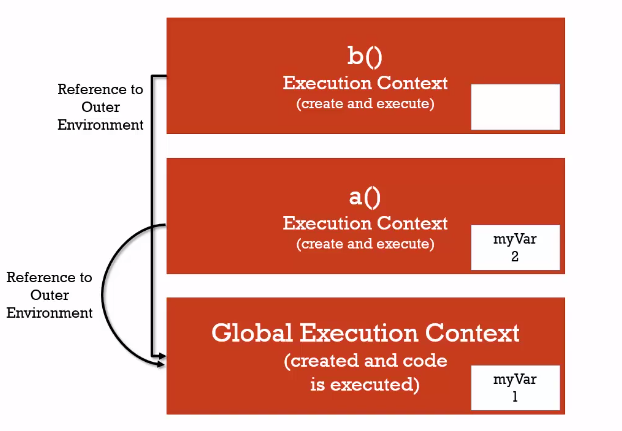 b()
Execution Context
(create and execute)
Reference to
Outer
Environment
a()
Execution Context
(create and execute)
myVar
2
Reference to
Outer
Environment
Global Execution Context
(created and code
is executed)
myVar
1